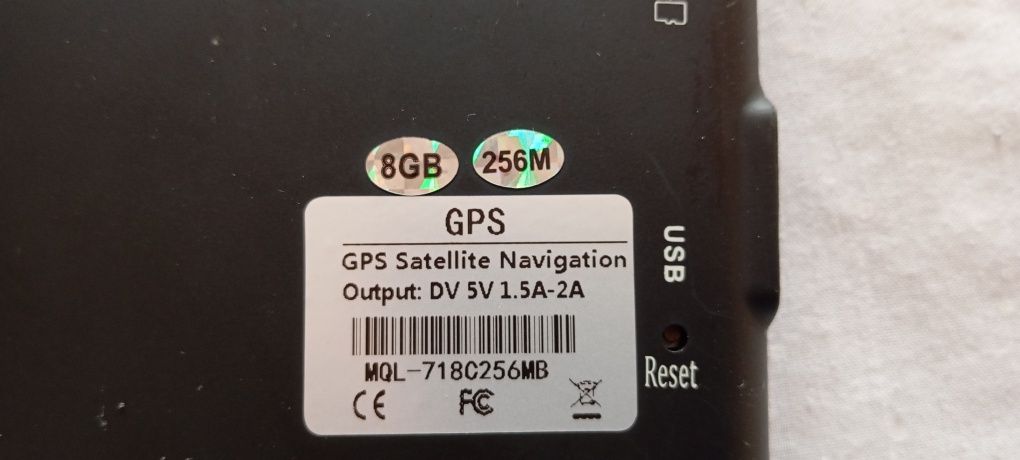 8GB 256M
GPS
GPS Satellite Navigation
Output: DV 5V 1.5A-2A
MQL-718C256MB
CE FC
USB
Reset